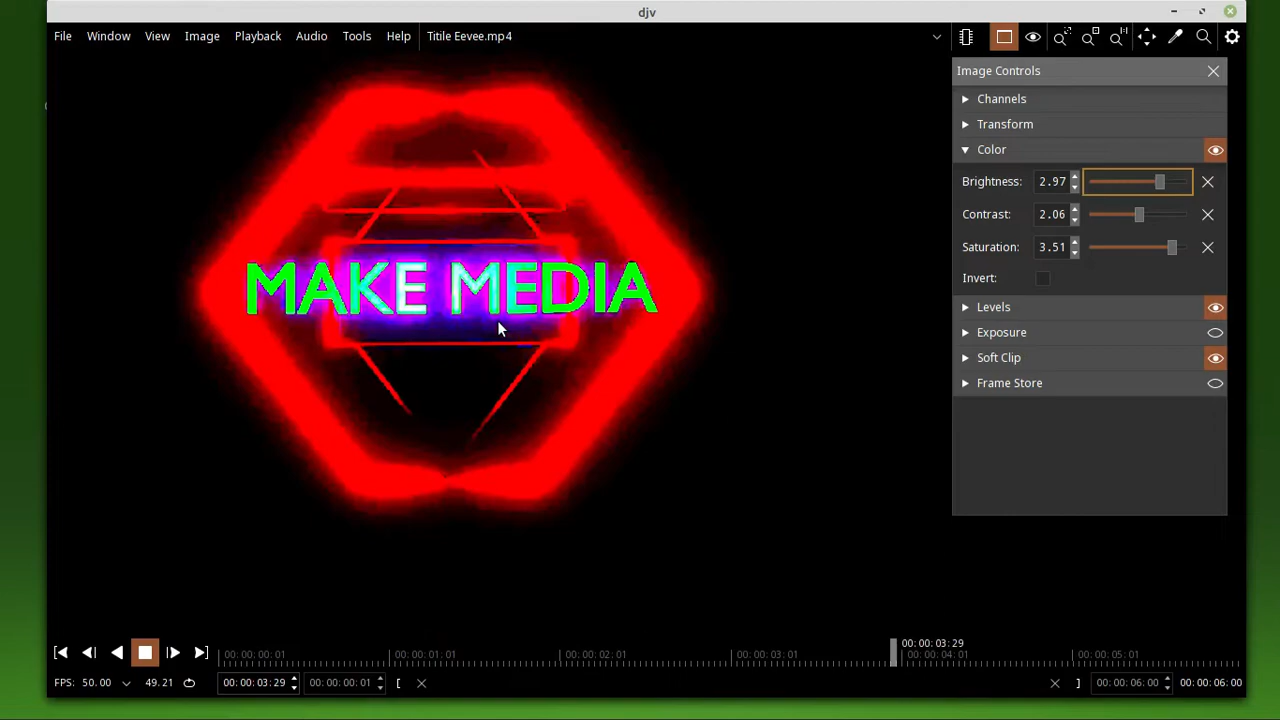 djv
File Window View Image Playback Audio Tools Help Titile Eevee.mp4
Image Controls
Channels
Transform
Color
Brightness: 2.97
Contrast: 2.06
Saturation: 3.51
Invert:
Levels
Exposure
Soft Clip
Frame Store
MAKE MEDIA
00:00:03:29
00:00:00:01 00:00:01:01 00:00:02:01 00:00:03:01 00:00:04:01 00:00:05:01
FPS: 50.00 49.21 00:00:03:29 00:00:00:01 [ ] 00:00:06:00 00:00:06:00